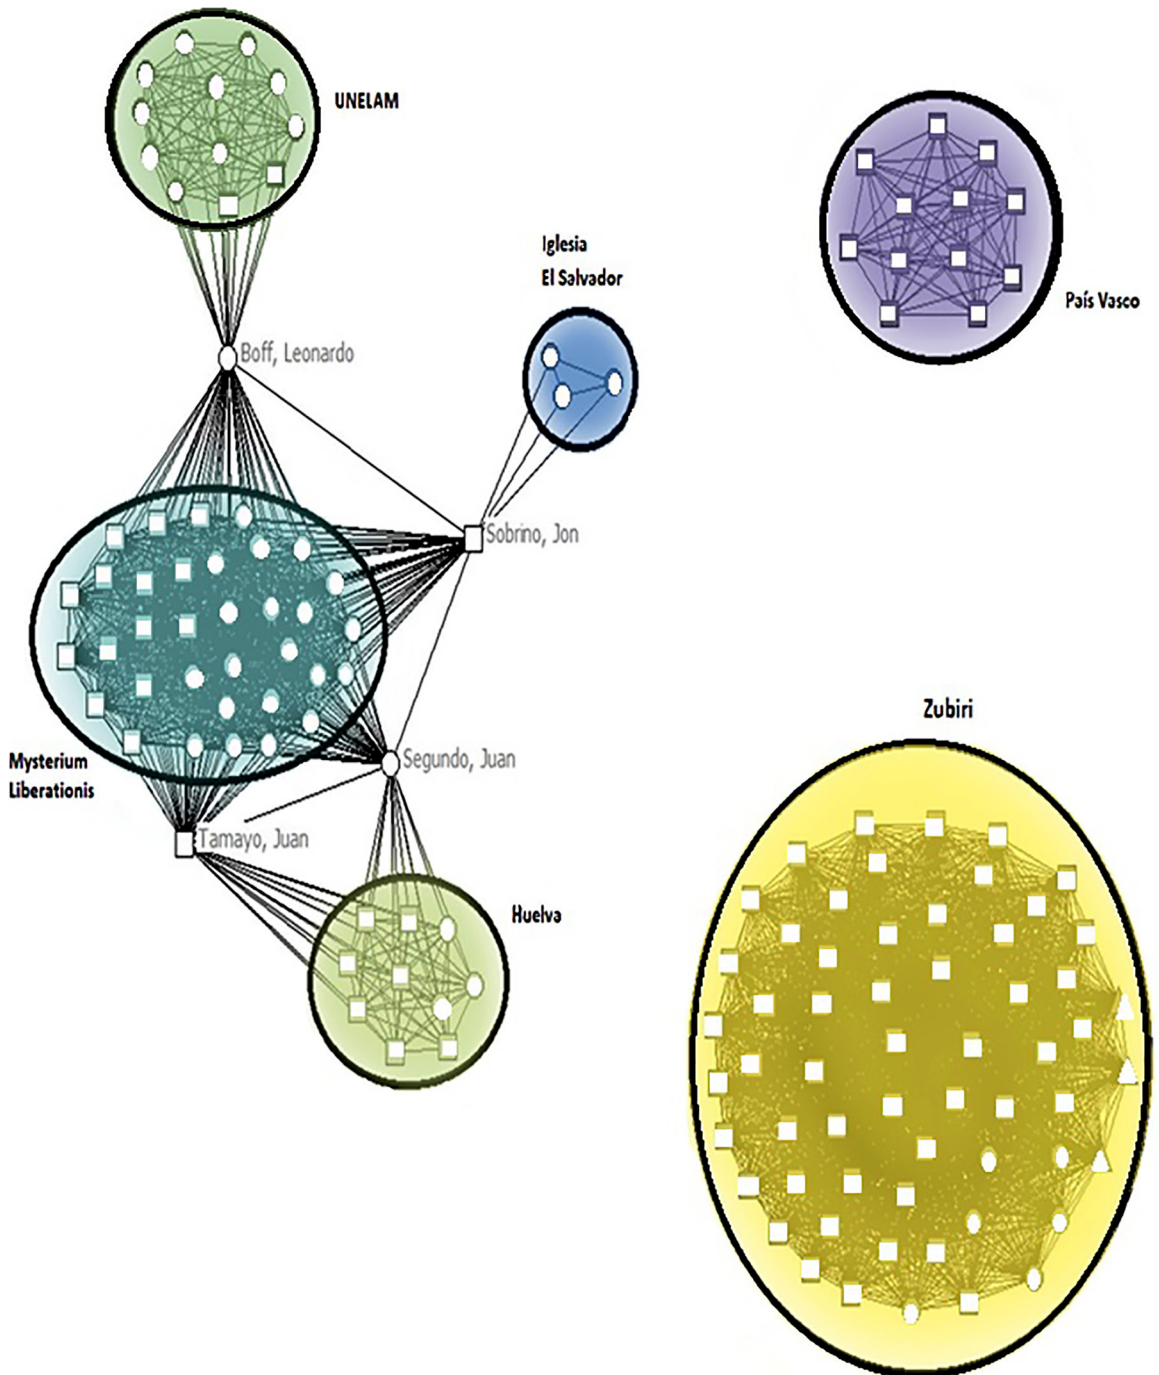 UNELAM
Iglesia
El Salvador
País Vasco
Boff, Leonardo
Sobrino, Jon
Zubiri
Mysterium
Liberationis
Segundo, Juan
Tamayo, Juan
Huelva